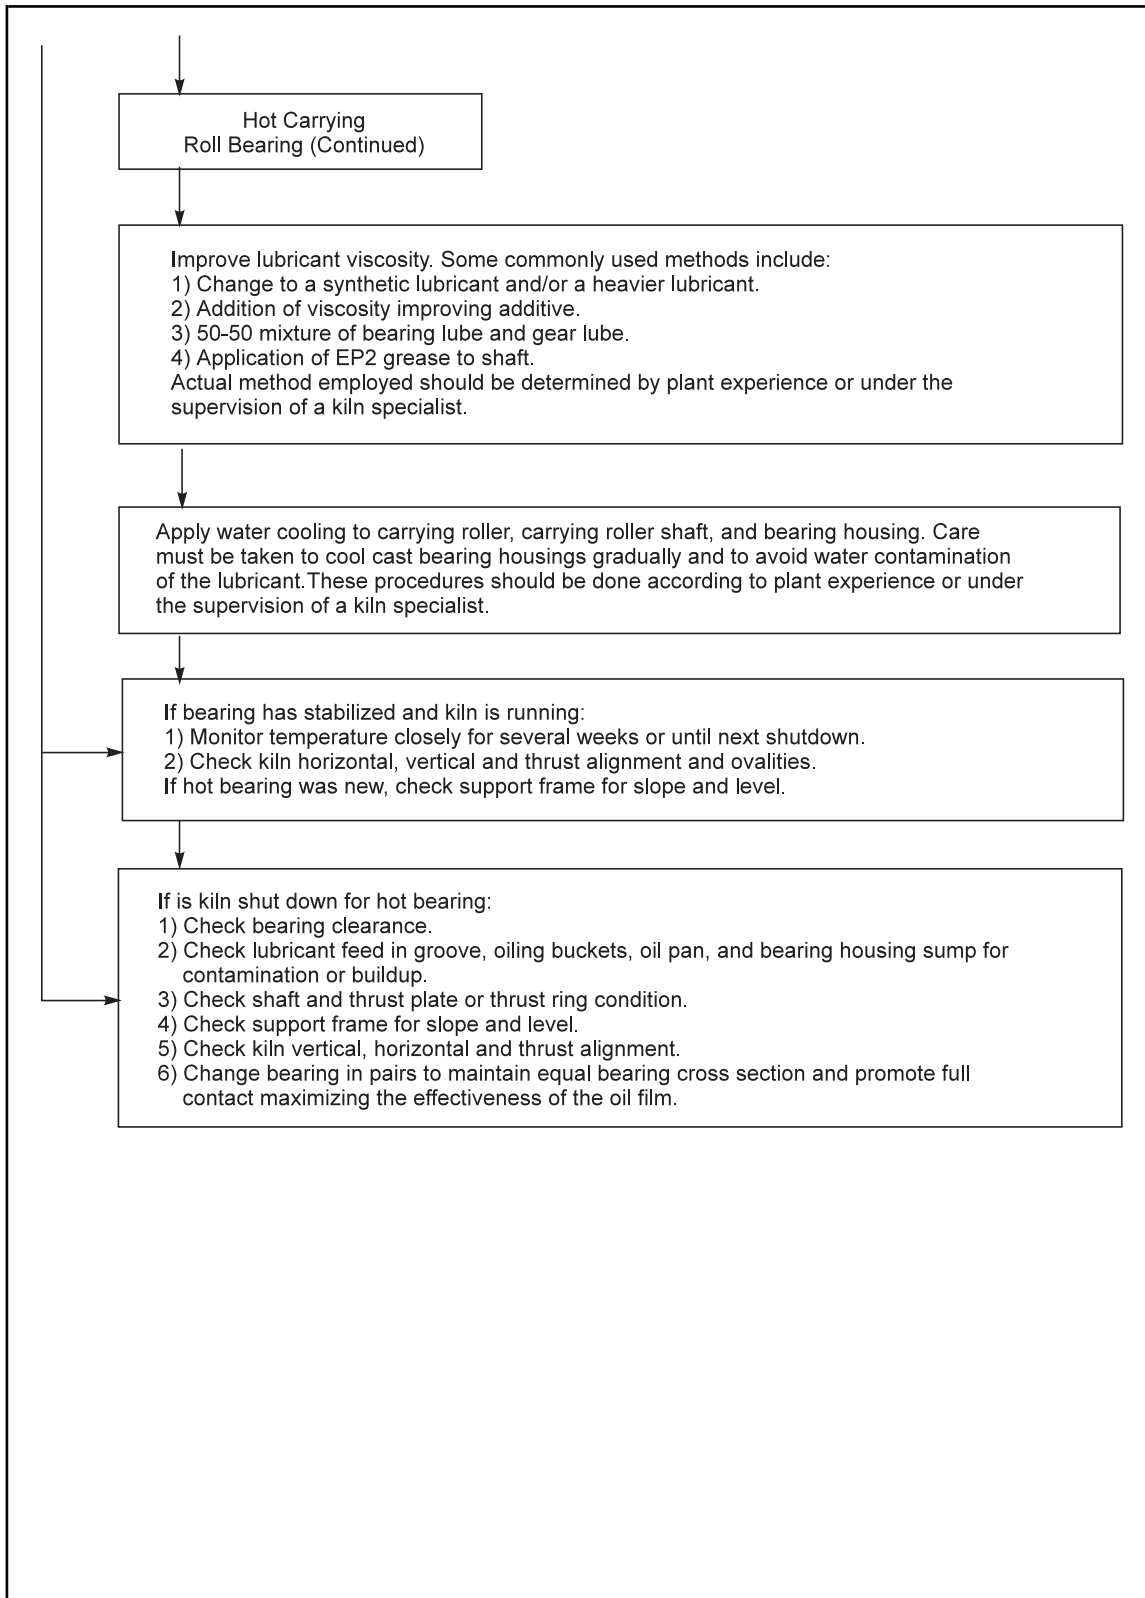 Hot Carrying
Roll Bearing (Continued)
Improve lubricant viscosity. Some commonly used methods include:
1) Change to a synthetic lubricant and/or a heavier lubricant.
2) Addition of viscosity improving additive.
3) 50-50 mixture of bearing lube and gear lube.
4) Application of EP2 grease to shaft.
Actual method employed should be determined by plant experience or under the
supervision of a kiln specialist.
Apply water cooling to carrying roller, carrying roller shaft, and bearing housing. Care
must be taken to cool cast bearing housings gradually and to avoid water contamination
of the lubricant.These procedures should be done according to plant experience or under
the supervision of a kiln specialist.
If bearing has stabilized and kiln is running:
1) Monitor temperature closely for several weeks or until next shutdown.
2) Check kiln horizontal, vertical and thrust alignment and ovalities.
If hot bearing was new, check support frame for slope and level.
If is kiln shut down for hot bearing:
1) Check bearing clearance.
2) Check lubricant feed in groove, oiling buckets, oil pan, and bearing housing sump for
contamination or buildup.
3) Check shaft and thrust plate or thrust ring condition.
4) Check support frame for slope and level.
5) Check kiln vertical, horizontal and thrust alignment.
6) Change bearing in pairs to maintain equal bearing cross section and promote full
contact maximizing the effectiveness of the oil film.